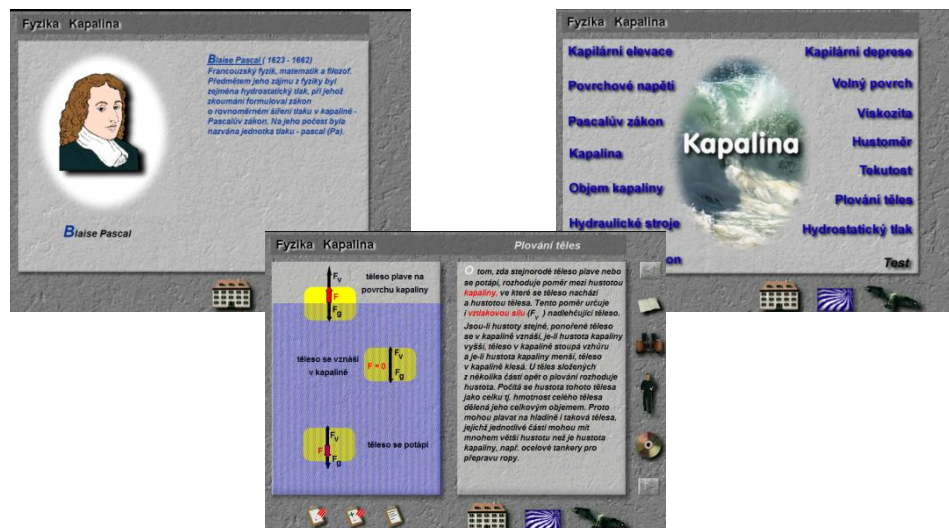 Fyzika Kapalina
Blaise Pascal ( 1623 - 1662)
Francouzský fyzik, matematik a filozof.
Předmětem jeho zájmu z fyziky byl
zejména hydrostatický tlak, při jehož
zkoumání formuloval zákon
o rovnoměrném šíření tlaku v kapalině -
Pascalův zákon. Na jeho počest byla
nazvána jednotka tlaku - pascal (Pa).
Blaise Pascal
Fyzika Kapalina
Kapilární elevace
Povrchové napětí
Pascalův zákon
Kapalina
Objem kapaliny
Hydraulické stroje
on
Kapalina
Kapilární deprese
Volný povrch
Viskozita
Hustoměr
Tekutost
Plování těles
Hydrostatický tlak
Test
Fyzika Kapalina
Plování těles
Fv
F
Fg
těleso plave na
povrchu kapaliny
těleso se vznáší
v kapalině
F = 0
Fv
Fg
Fv
F
Fg
těleso se potápí
O tom, zda stejnorodé těleso plave nebo
se potápí, rozhoduje poměr mezi hustotou
kapaliny, ve které se těleso nachází
a hustotou tělesa. Tento poměr určuje
i vztlakovou sílu (Fv ) nadlehčující těleso.
Jsou-li hustoty stejné, ponořené těleso
se v kapalině vznáší, je-li hustota kapaliny
vyšší, těleso v kapalině stoupá vzhůru
a je-li hustota kapaliny menší, těleso
v kapalině klesá. U těles složených
z několika částí opět o plování rozhoduje
hustota. Počítá se hustota tohoto tělesa
jako celku tj. hmotnost celého tělesa
dělená jeho celkovým objemem. Proto
mohou plavat na hladině i taková tělesa,
jejichž jednotlivé části mohou mít
mnohem větší hustotu než je hustota
kapaliny, např. ocelové tankery pro
přepravu ropy.